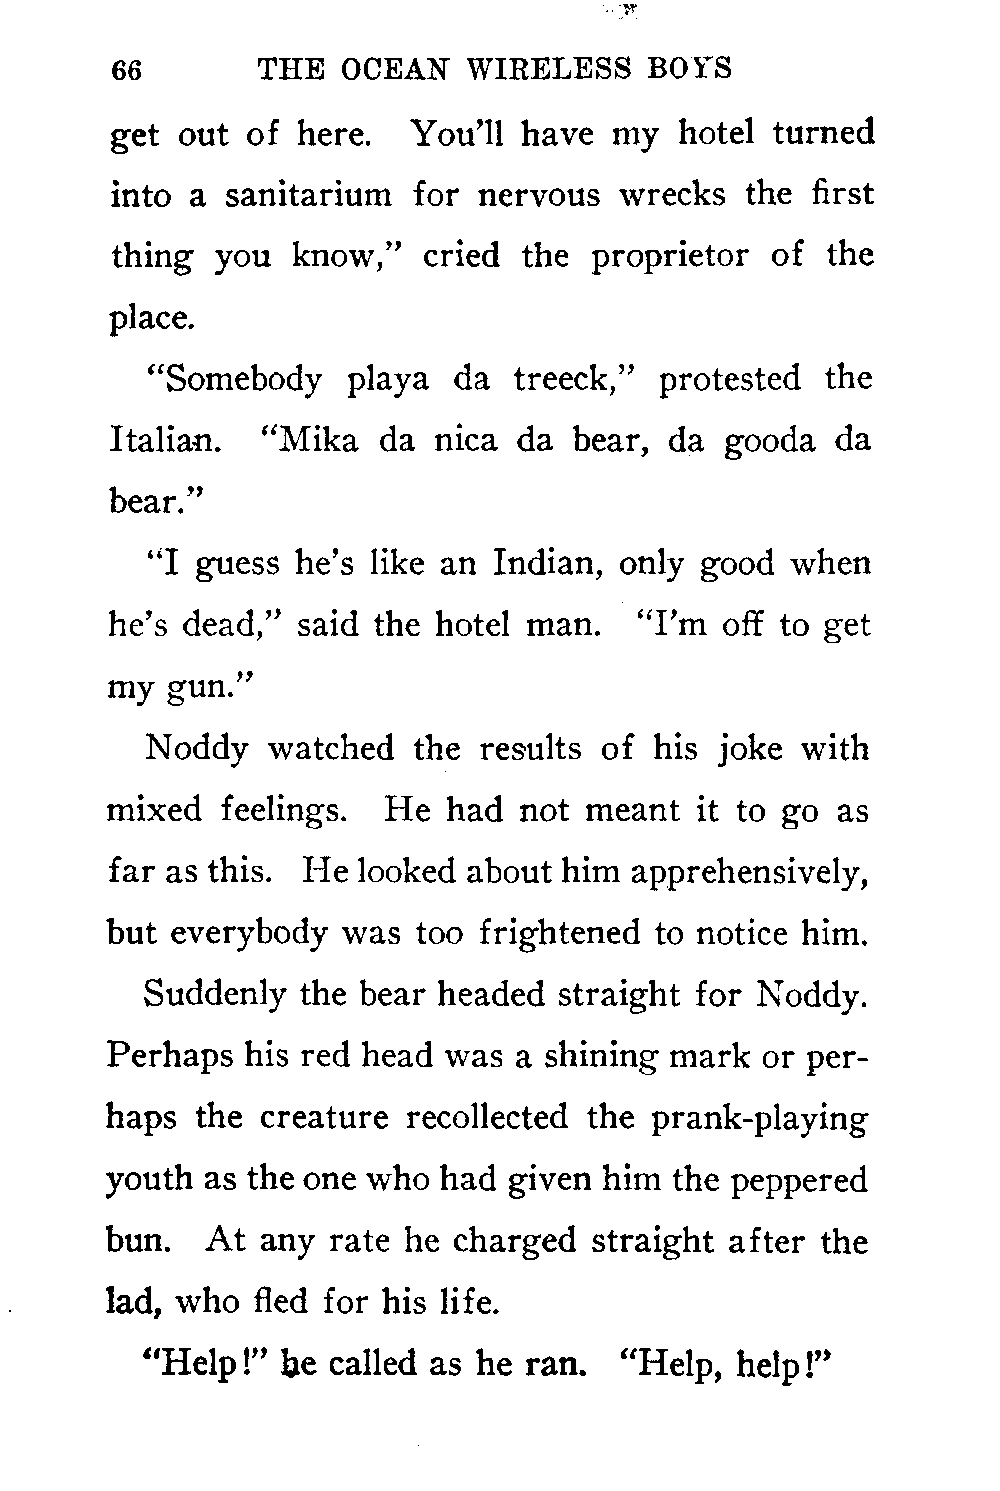 66 THE OCEAN WIRELESS BOYS
get out of here. You'll have my hotel turned
into a sanitarium for nervous wrecks the first
thing you know," cried the proprietor of the
place.
"Somebody playa da treeck," protested the
Italian. "Mika da nica da bear, da gooda da
bear."
"I guess he's like an Indian, only good when
he's dead," said the hotel man. "I'm off to get
my gun."
Noddy watched the results of his joke with
mixed feelings. He had not meant it to go as
far as this. He looked about him apprehensively,
but everybody was too frightened to notice him.
Suddenly the bear headed straight for Noddy.
Perhaps his red head was a shining mark or per-
haps the creature recollected the prank-playing
youth as the one who had given him the peppered
bun. At any rate he charged straight after the
lad, who fled for his life.
"Help!" he called as he ran. "Help, help!"